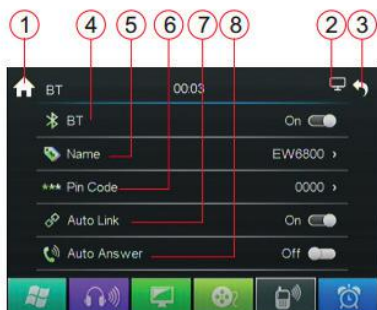 1 4 5 6 7 8 2 3
BT 00:03
BT On
Name EW6800 ›
*** Pin Code 0000 ›
Auto Link On
Auto Answer Off